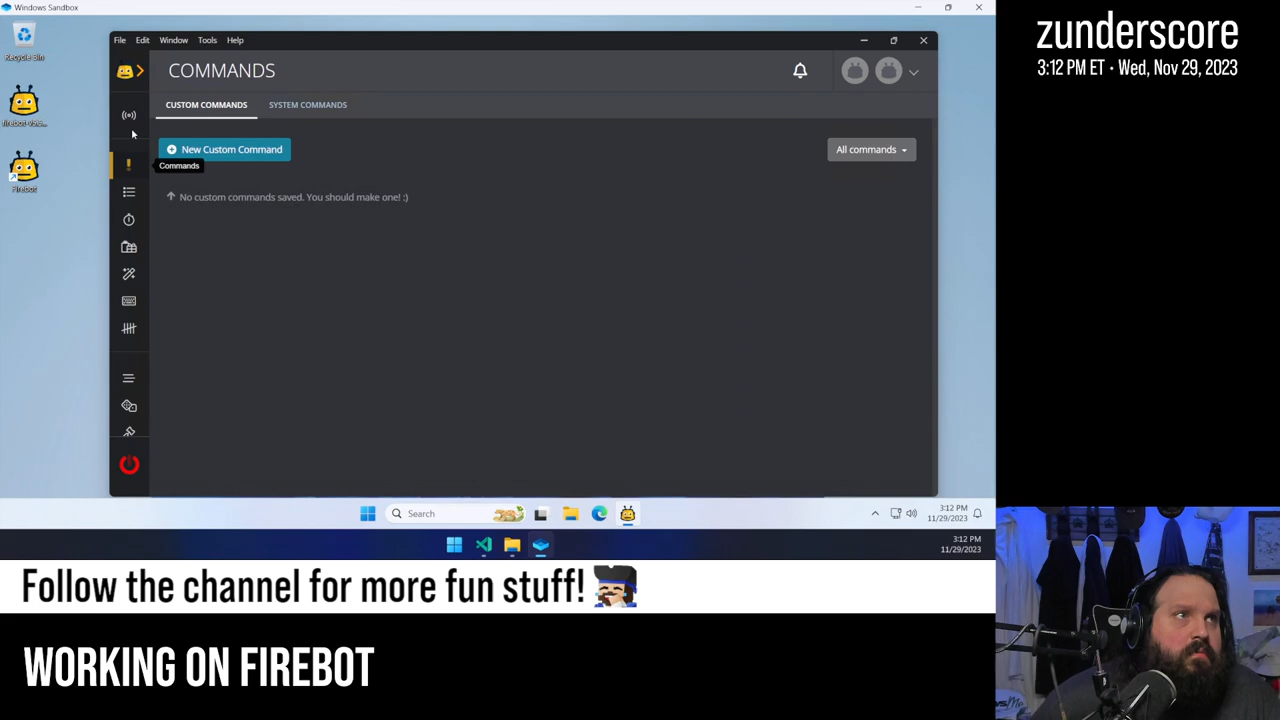 Windows Sandbox
zunderscore
3:12 PM ET • Wed, Nov 29, 2023
Recycle Bin
Firebot
File Edit Window Tools Help
COMMANDS
CUSTOM COMMANDS SYSTEM COMMANDS
New Custom Command
All commands
Commands
No custom commands saved. You should make one! :)
Search
3:12 PM
11/29/2023
3:12 PM
11/29/2023
Follow the channel for more fun stuff!
WORKING ON FIREBOT